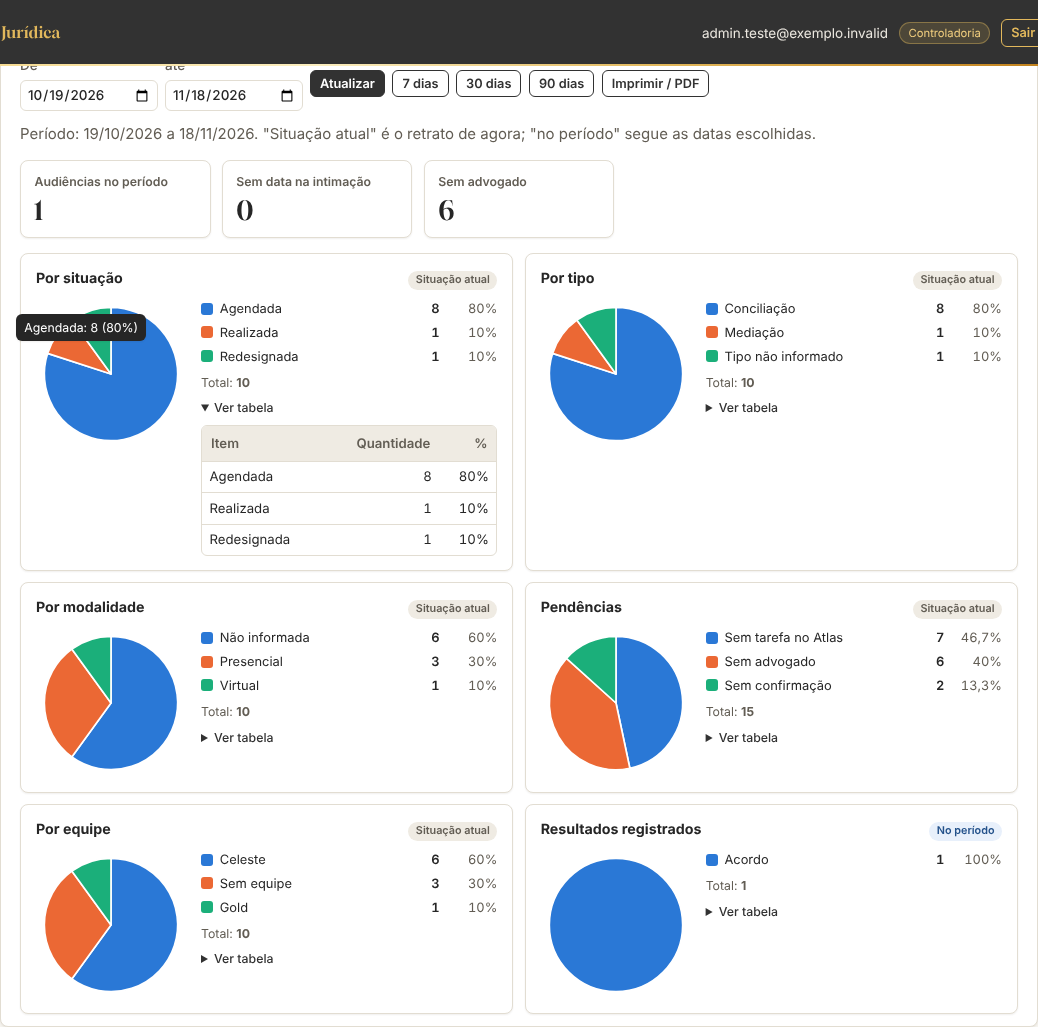 Jurídica
admin.teste@exemplo.invalid Controladoria Sair
De até
10/19/2026 11/18/2026 Atualizar 7 dias 30 dias 90 dias Imprimir / PDF
Período: 19/10/2026 a 18/11/2026. "Situação atual" é o retrato de agora; "no período" segue as datas escolhidas.
Audiências no período
1
Sem data na intimação
0
Sem advogado
6
Por situação Situação atual
Agendada: 8 (80%)
Agendada 8 80%
Realizada 1 10%
Redesignada 1 10%
Total: 10
Ver tabela
Item Quantidade %
Agendada 8 80%
Realizada 1 10%
Redesignada 1 10%
Por tipo Situação atual
Conciliação 8 80%
Mediação 1 10%
Tipo não informado 1 10%
Total: 10
Ver tabela
Por modalidade Situação atual
Não informada 6 60%
Presencial 3 30%
Virtual 1 10%
Total: 10
Ver tabela
Pendências Situação atual
Sem tarefa no Atlas 7 46,7%
Sem advogado 6 40%
Sem confirmação 2 13,3%
Total: 15
Ver tabela
Por equipe Situação atual
Celeste 6 60%
Sem equipe 3 30%
Gold 1 10%
Total: 10
Ver tabela
Resultados registrados No período
Acordo 1 100%
Total: 1
Ver tabela